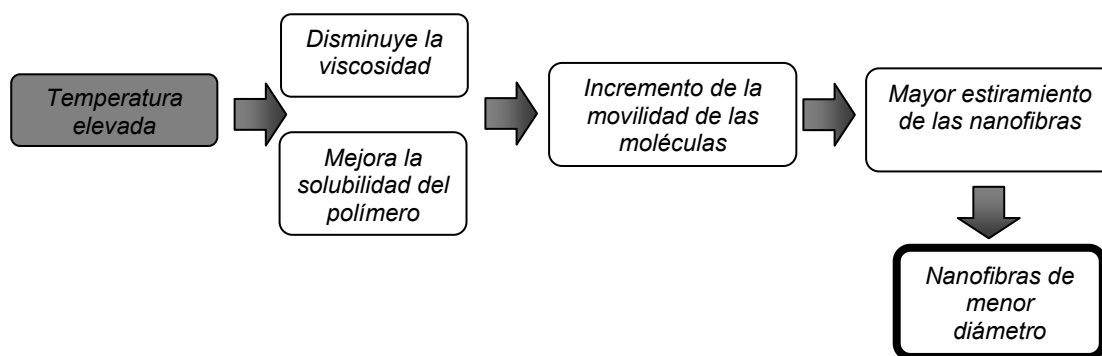 Temperatura
elevada
Disminuye la
viscosidad
Mejora la
solubilidad del
polímero
Incremento de la
movilidad de las
moléculas
Mayor estiramiento
de las nanofibras
Nanofibras de
menor
diámetro